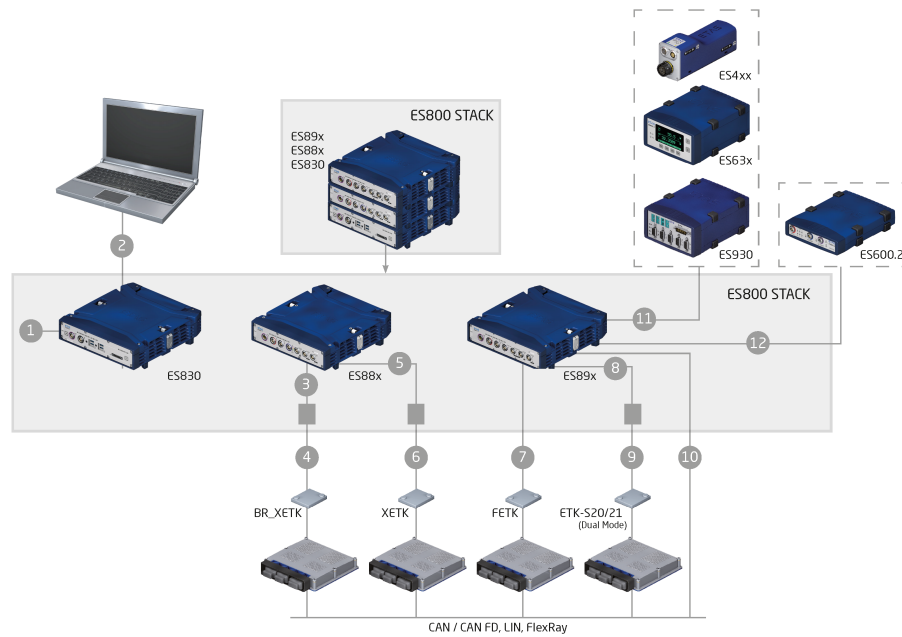 ES4xx
ES800 STACK
ES89x
ES88x
ES830
ES63x
2
ES930
ES600.2
ES800 STACK
1
11
12
ES830
ES88x
ES89x
3
5
8
4
6
7
9
10
BR_XETK
XETK
FETK
ETK-S20/21
(Dual Mode)
CAN / CAN FD, LIN, FlexRay